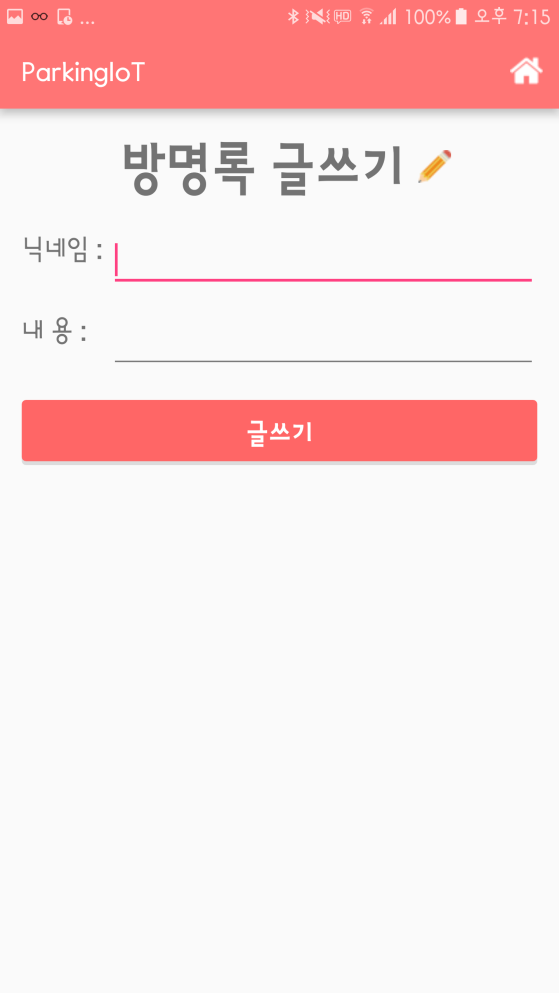 ... HD 100% 오후 7:15
ParkingIoT
방명록 글쓰기 ✏️
닉네임 :
내 용 :
글쓰기